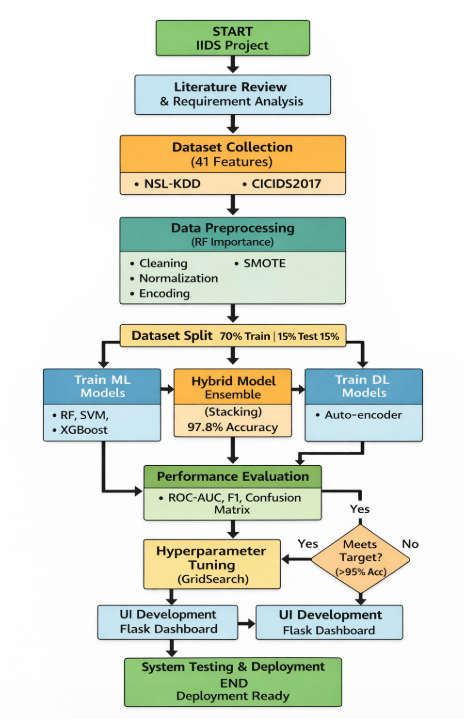 START
IIDS Project
Literature Review
& Requirement Analysis
Dataset Collection
(41 Features)
• NSL-KDD • CICIDS2017
Data Preprocessing
(RF Importance)
• Cleaning • SMOTE
• Normalization
• Encoding
Dataset Split 70% Train | 15% Test 15%
Train ML
Models
• RF, SVM,
• XGBoost
Hybrid Model
Ensemble
(Stacking)
97.8% Accuracy
Train DL
Models
• Auto-encoder
Performance Evaluation
• ROC-AUC, F1, Confusion
Matrix
Yes
Hyperparameter
Tuning
(GridSearch)
Yes
Meets
Target?
(>95% Acc)
No
UI Development
Flask Dashboard
UI Development
Flask Dashboard
System Testing & Deployment
END
Deployment Ready